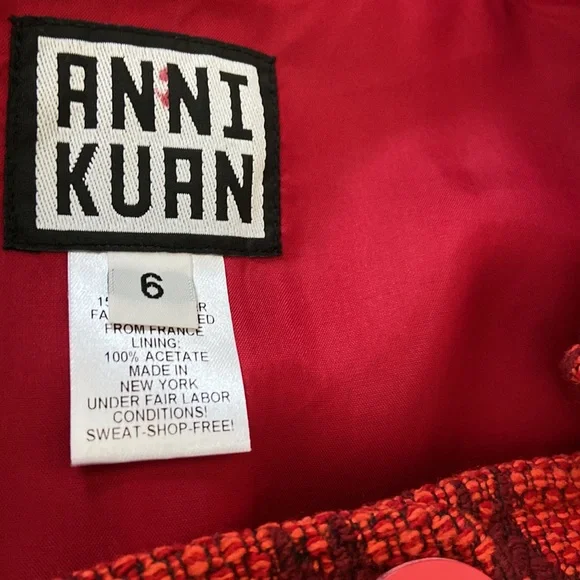 ANNI
KUAN
6
FROM FRANCE
LINING:
100% ACETATE
MADE IN
NEW YORK
UNDER FAIR LABOR
CONDITIONS!
SWEAT-SHOP-FREE!